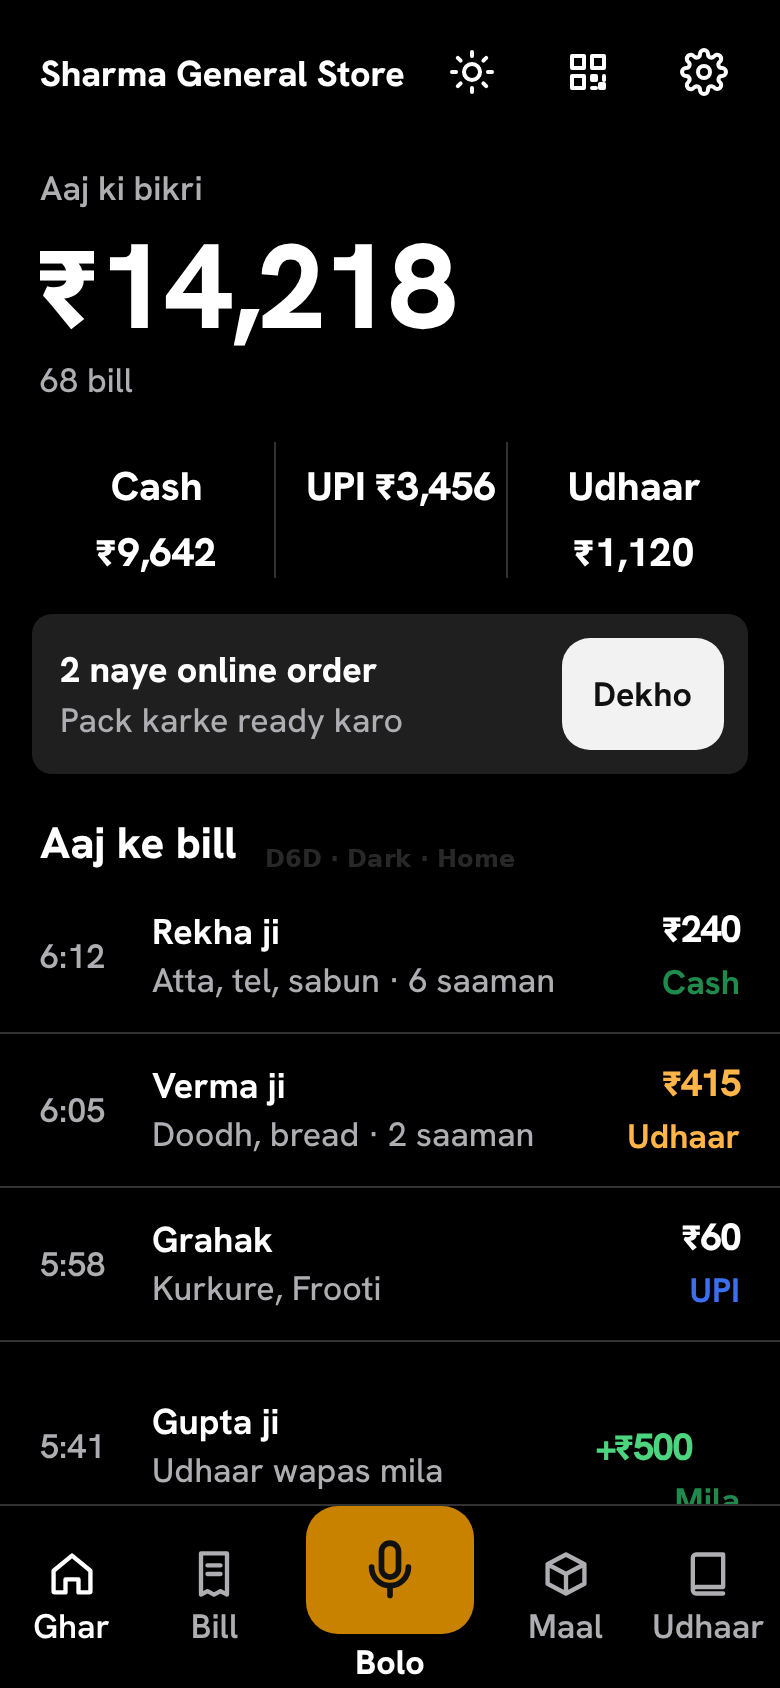 Sharma General Store
Aaj ki bikri
₹14,218
68 bill
Cash
₹9,642
UPI ₹3,456
Udhaar
₹1,120
2 naye online order
Pack karke ready karo
Dekho
Aaj ke bill
D6D · Dark · Home
6:12
Rekha ji
Atta, tel, sabun · 6 saaman
₹240
Cash
6:05
Verma ji
Doodh, bread · 2 saaman
₹415
Udhaar
5:58
Grahak
Kurkure, Frooti
₹60
UPI
5:41
Gupta ji
Udhaar wapas mila
+₹500
Mila
Ghar
Bill
Bolo
Maal
Udhaar